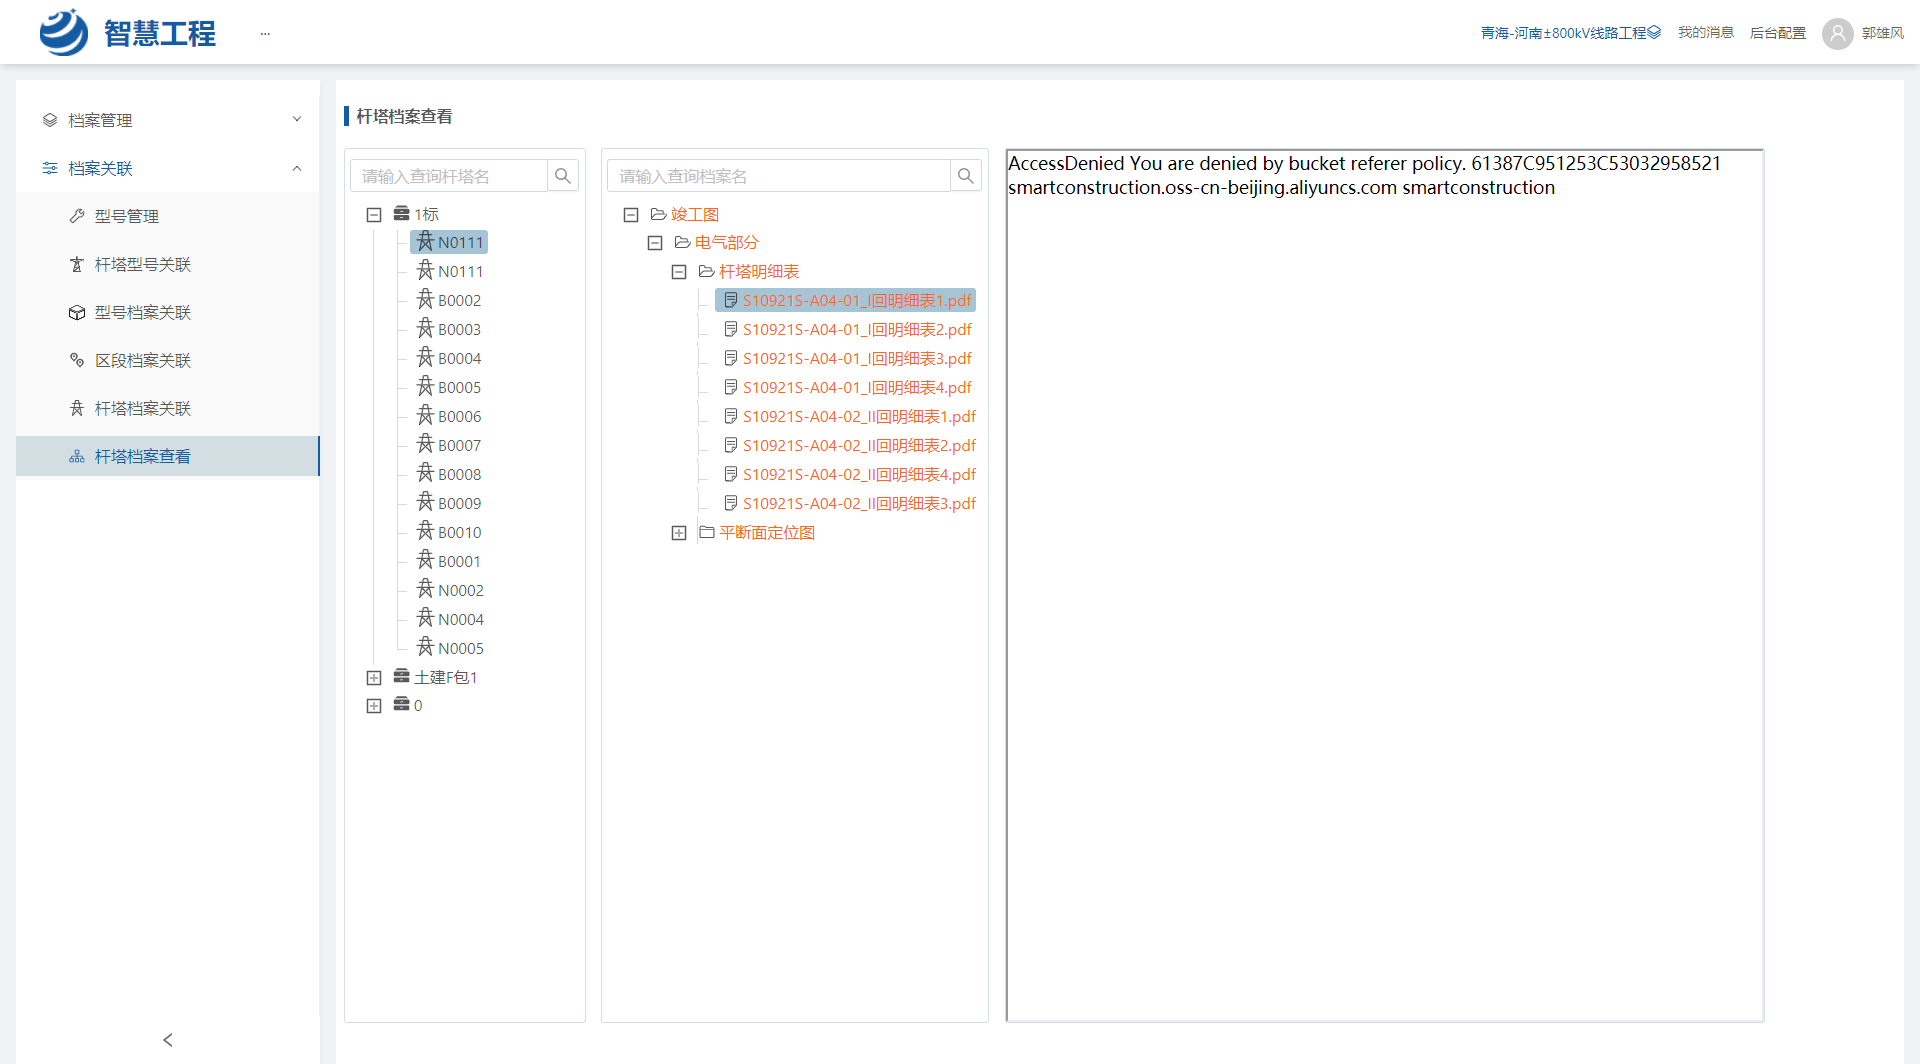 智慧工程
...
青海-河南±800kV线路工程
我的消息
后台配置
郭雄风
档案管理
档案关联
型号管理
杆塔型号关联
型号档案关联
区段档案关联
杆塔档案关联
杆塔档案查看
杆塔档案查看
请输入查询杆塔名
1标
N0111
N0111
B0002
B0003
B0004
B0005
B0006
B0007
B0008
B0009
B0010
B0001
N0002
N0004
N0005
土建F包1
0
请输入查询档案名
竣工图
电气部分
杆塔明细表
S10921S-A04-01_I回明细表1.pdf
S10921S-A04-01_I回明细表2.pdf
S10921S-A04-01_I回明细表3.pdf
S10921S-A04-01_I回明细表4.pdf
S10921S-A04-02_II回明细表1.pdf
S10921S-A04-02_II回明细表2.pdf
S10921S-A04-02_II回明细表4.pdf
S10921S-A04-02_II回明细表3.pdf
平断面定位图
AccessDenied You are denied by bucket referer policy. 61387C951253C53032958521
smartconstruction.oss-cn-beijing.aliyuncs.com smartconstruction